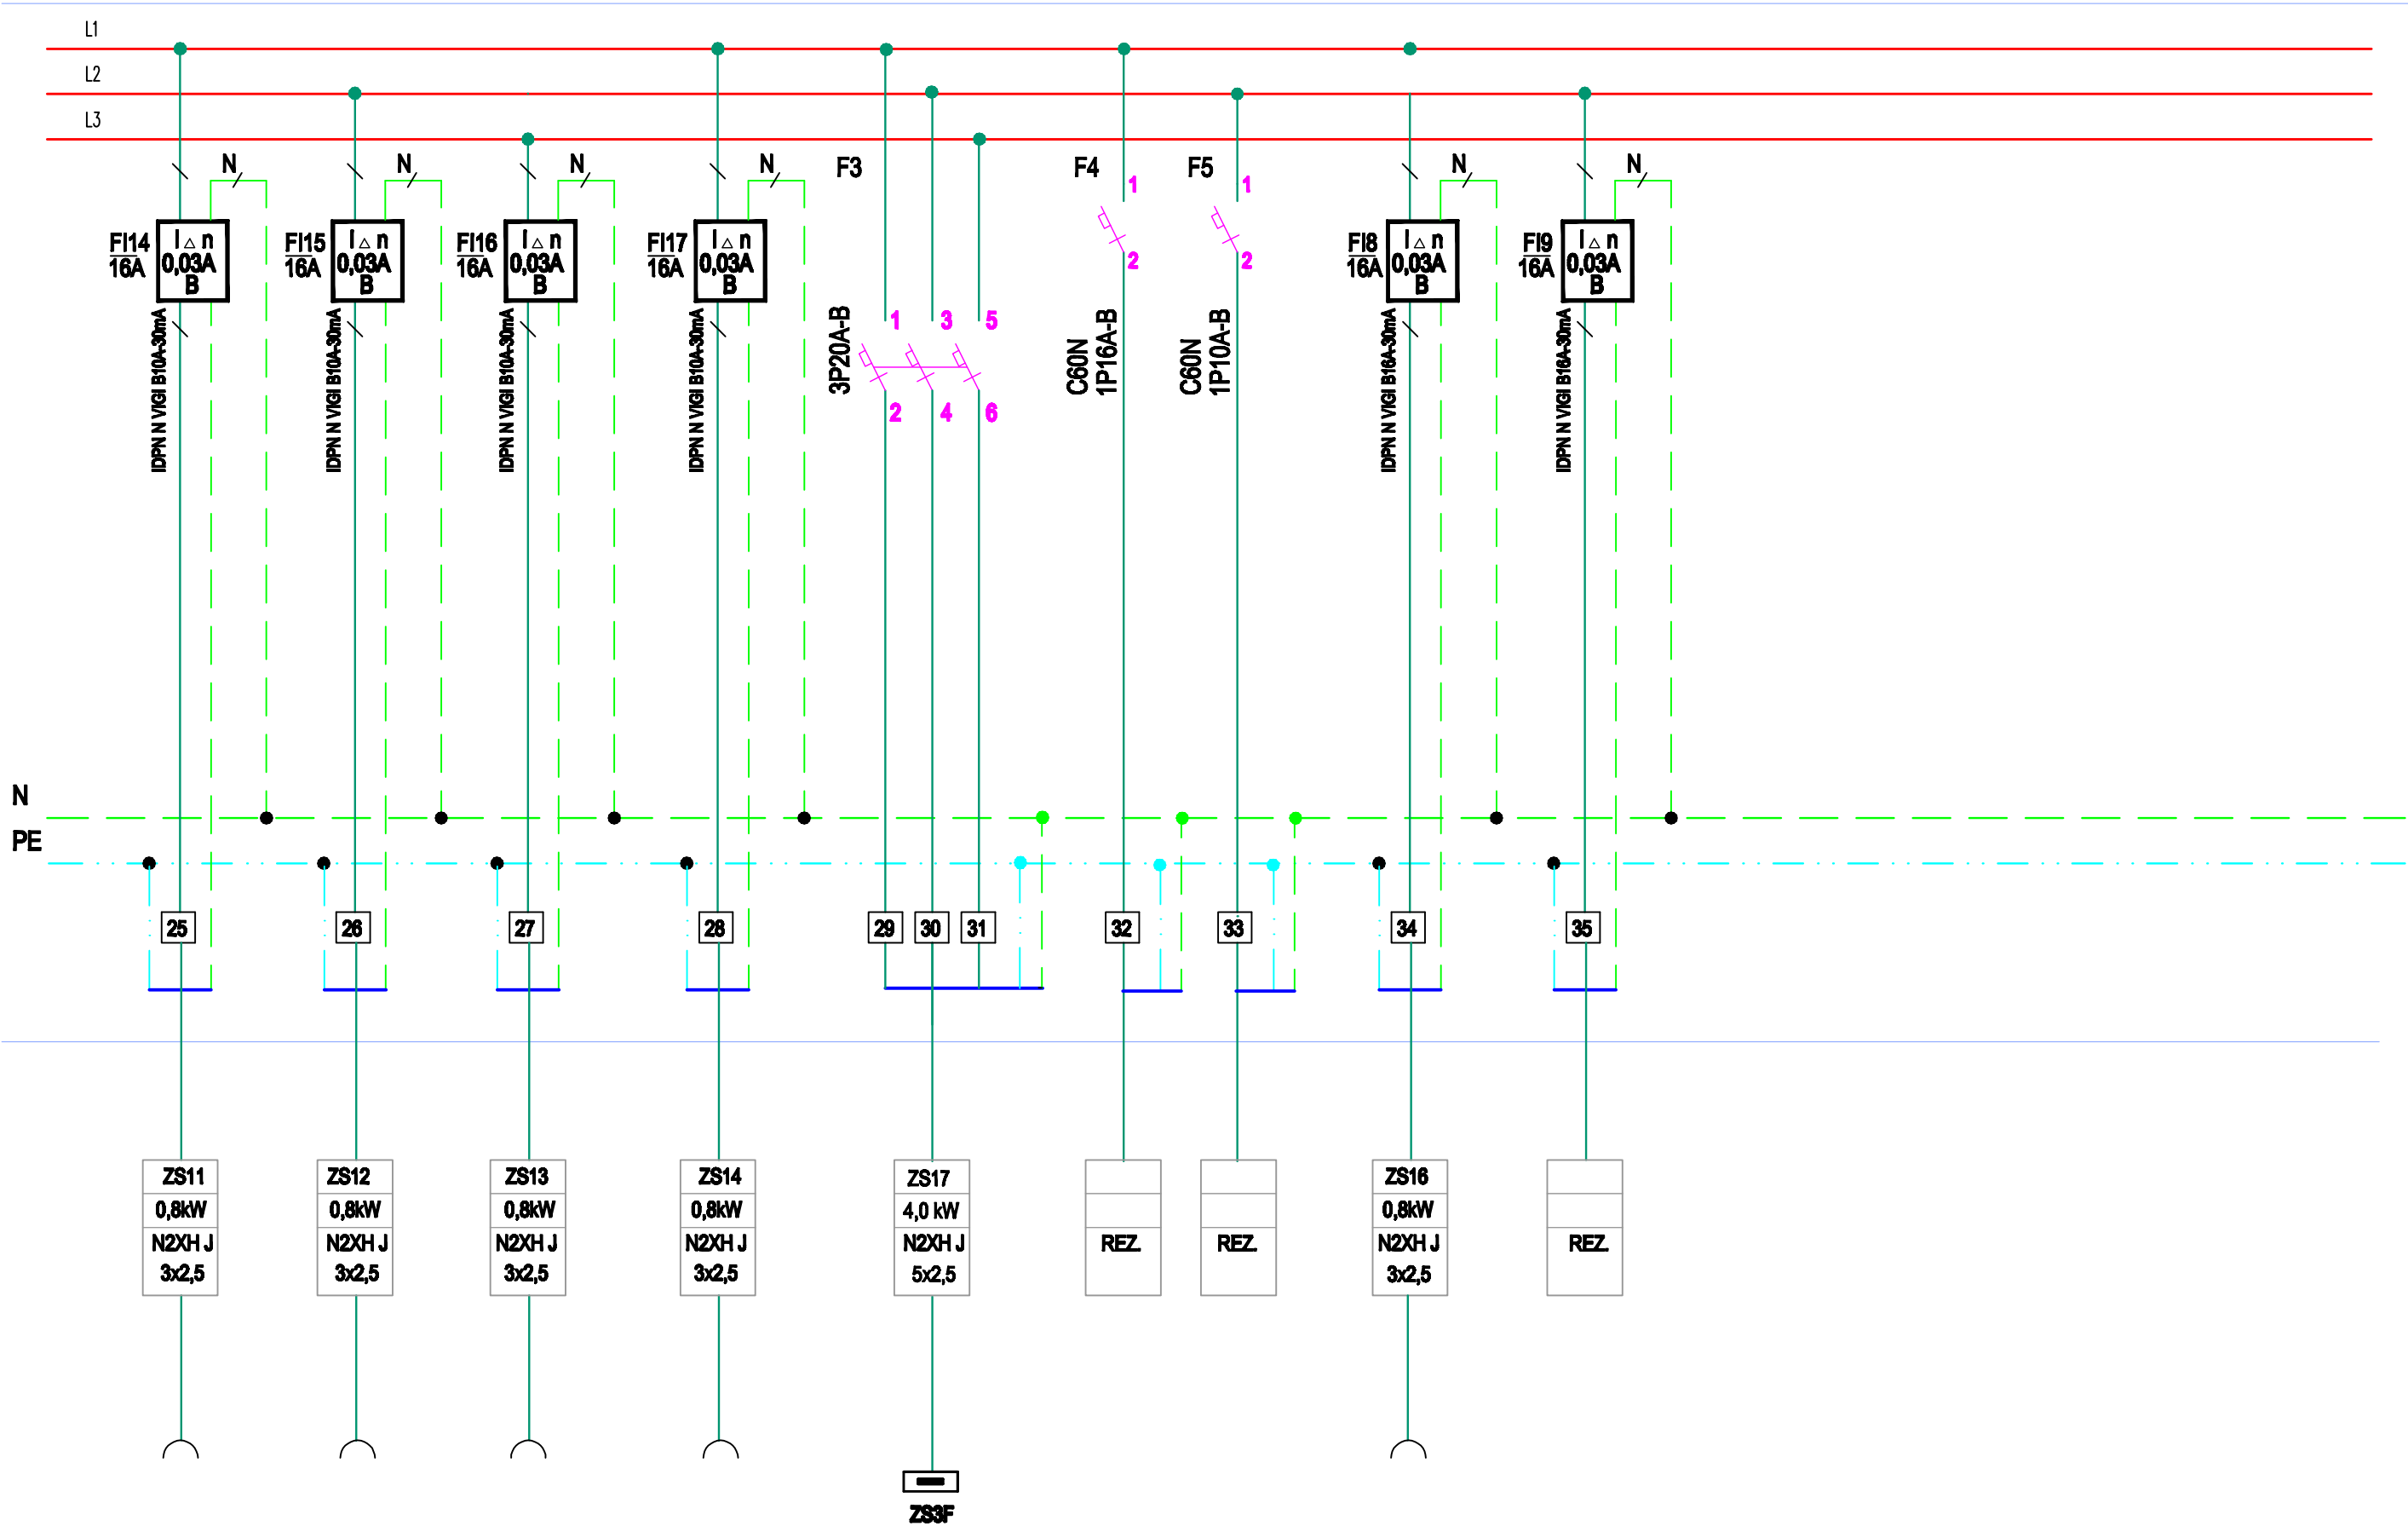 L1
L2
L3
N
N
N
N
F3
F4
F5
N
N
1
1
2
2
FI14
16A
I △ n
0,03A
B
FI15
16A
I △ n
0,03A
B
FI16
16A
I △ n
0,03A
B
FI17
16A
I △ n
0,03A
B
FI8
16A
I △ n
0,03A
B
FI9
16A
I △ n
0,03A
B
IDPN N VIGI B10A-30mA
IDPN N VIGI B10A-30mA
IDPN N VIGI B10A-30mA
IDPN N VIGI B10A-30mA
3P20A-B
1
3
5
2
4
6
C60N
1P16A-B
C60N
1P10A-B
IDPN N VIGI B16A-30mA
IDPN N VIGI B16A-30mA
N
PE
25
26
27
28
29
30
31
32
33
34
35
ZS11
0,8kW
N2XH J
3x2,5
ZS12
0,8kW
N2XH J
3x2,5
ZS13
0,8kW
N2XH J
3x2,5
ZS14
0,8kW
N2XH J
3x2,5
ZS17
4,0 kW
N2XH J
5x2,5
REZ.
REZ.
ZS16
0,8kW
N2XH J
3x2,5
REZ.
ZS3F